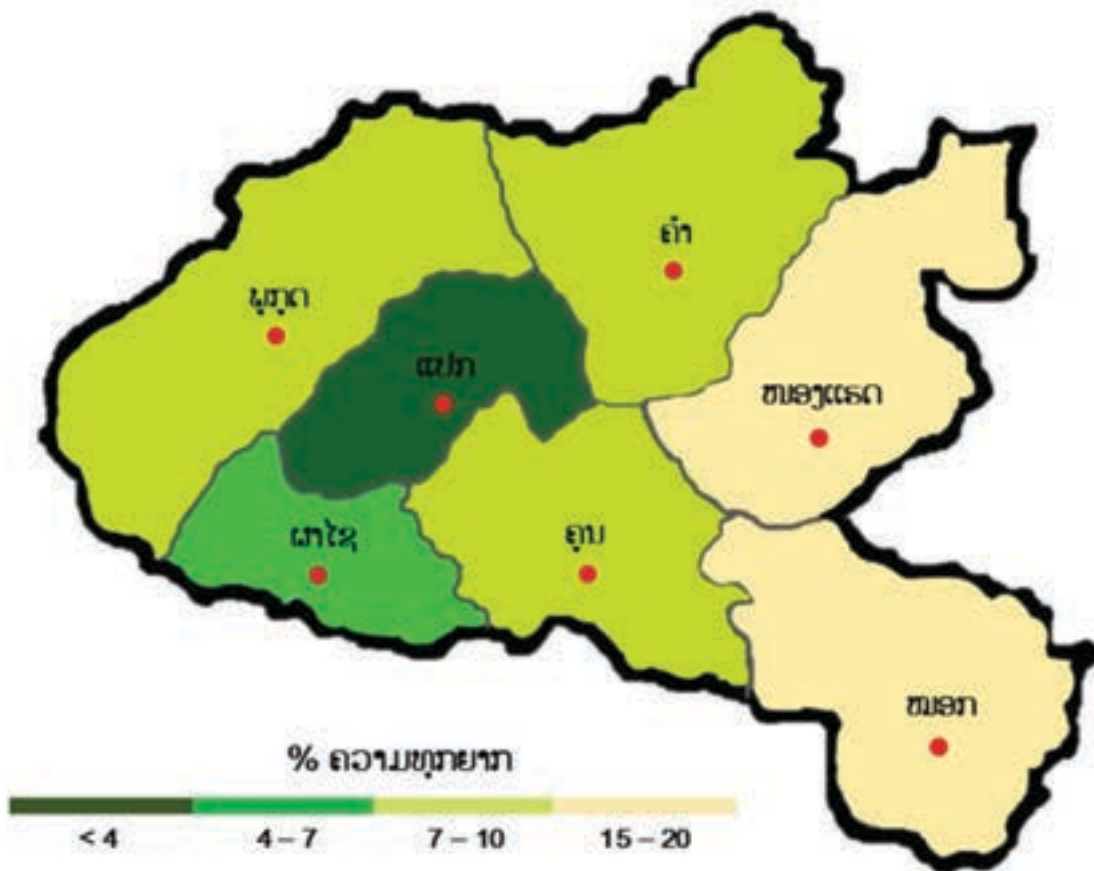 ຄຳ
ພູກູດ
ແປກ
ໜອງແຮດ
ຜາໄຊ
ຄູນ
ໝອກ
% ຄວາມທຸກຍາກ
< 4
4 – 7
7 – 10
15 – 20